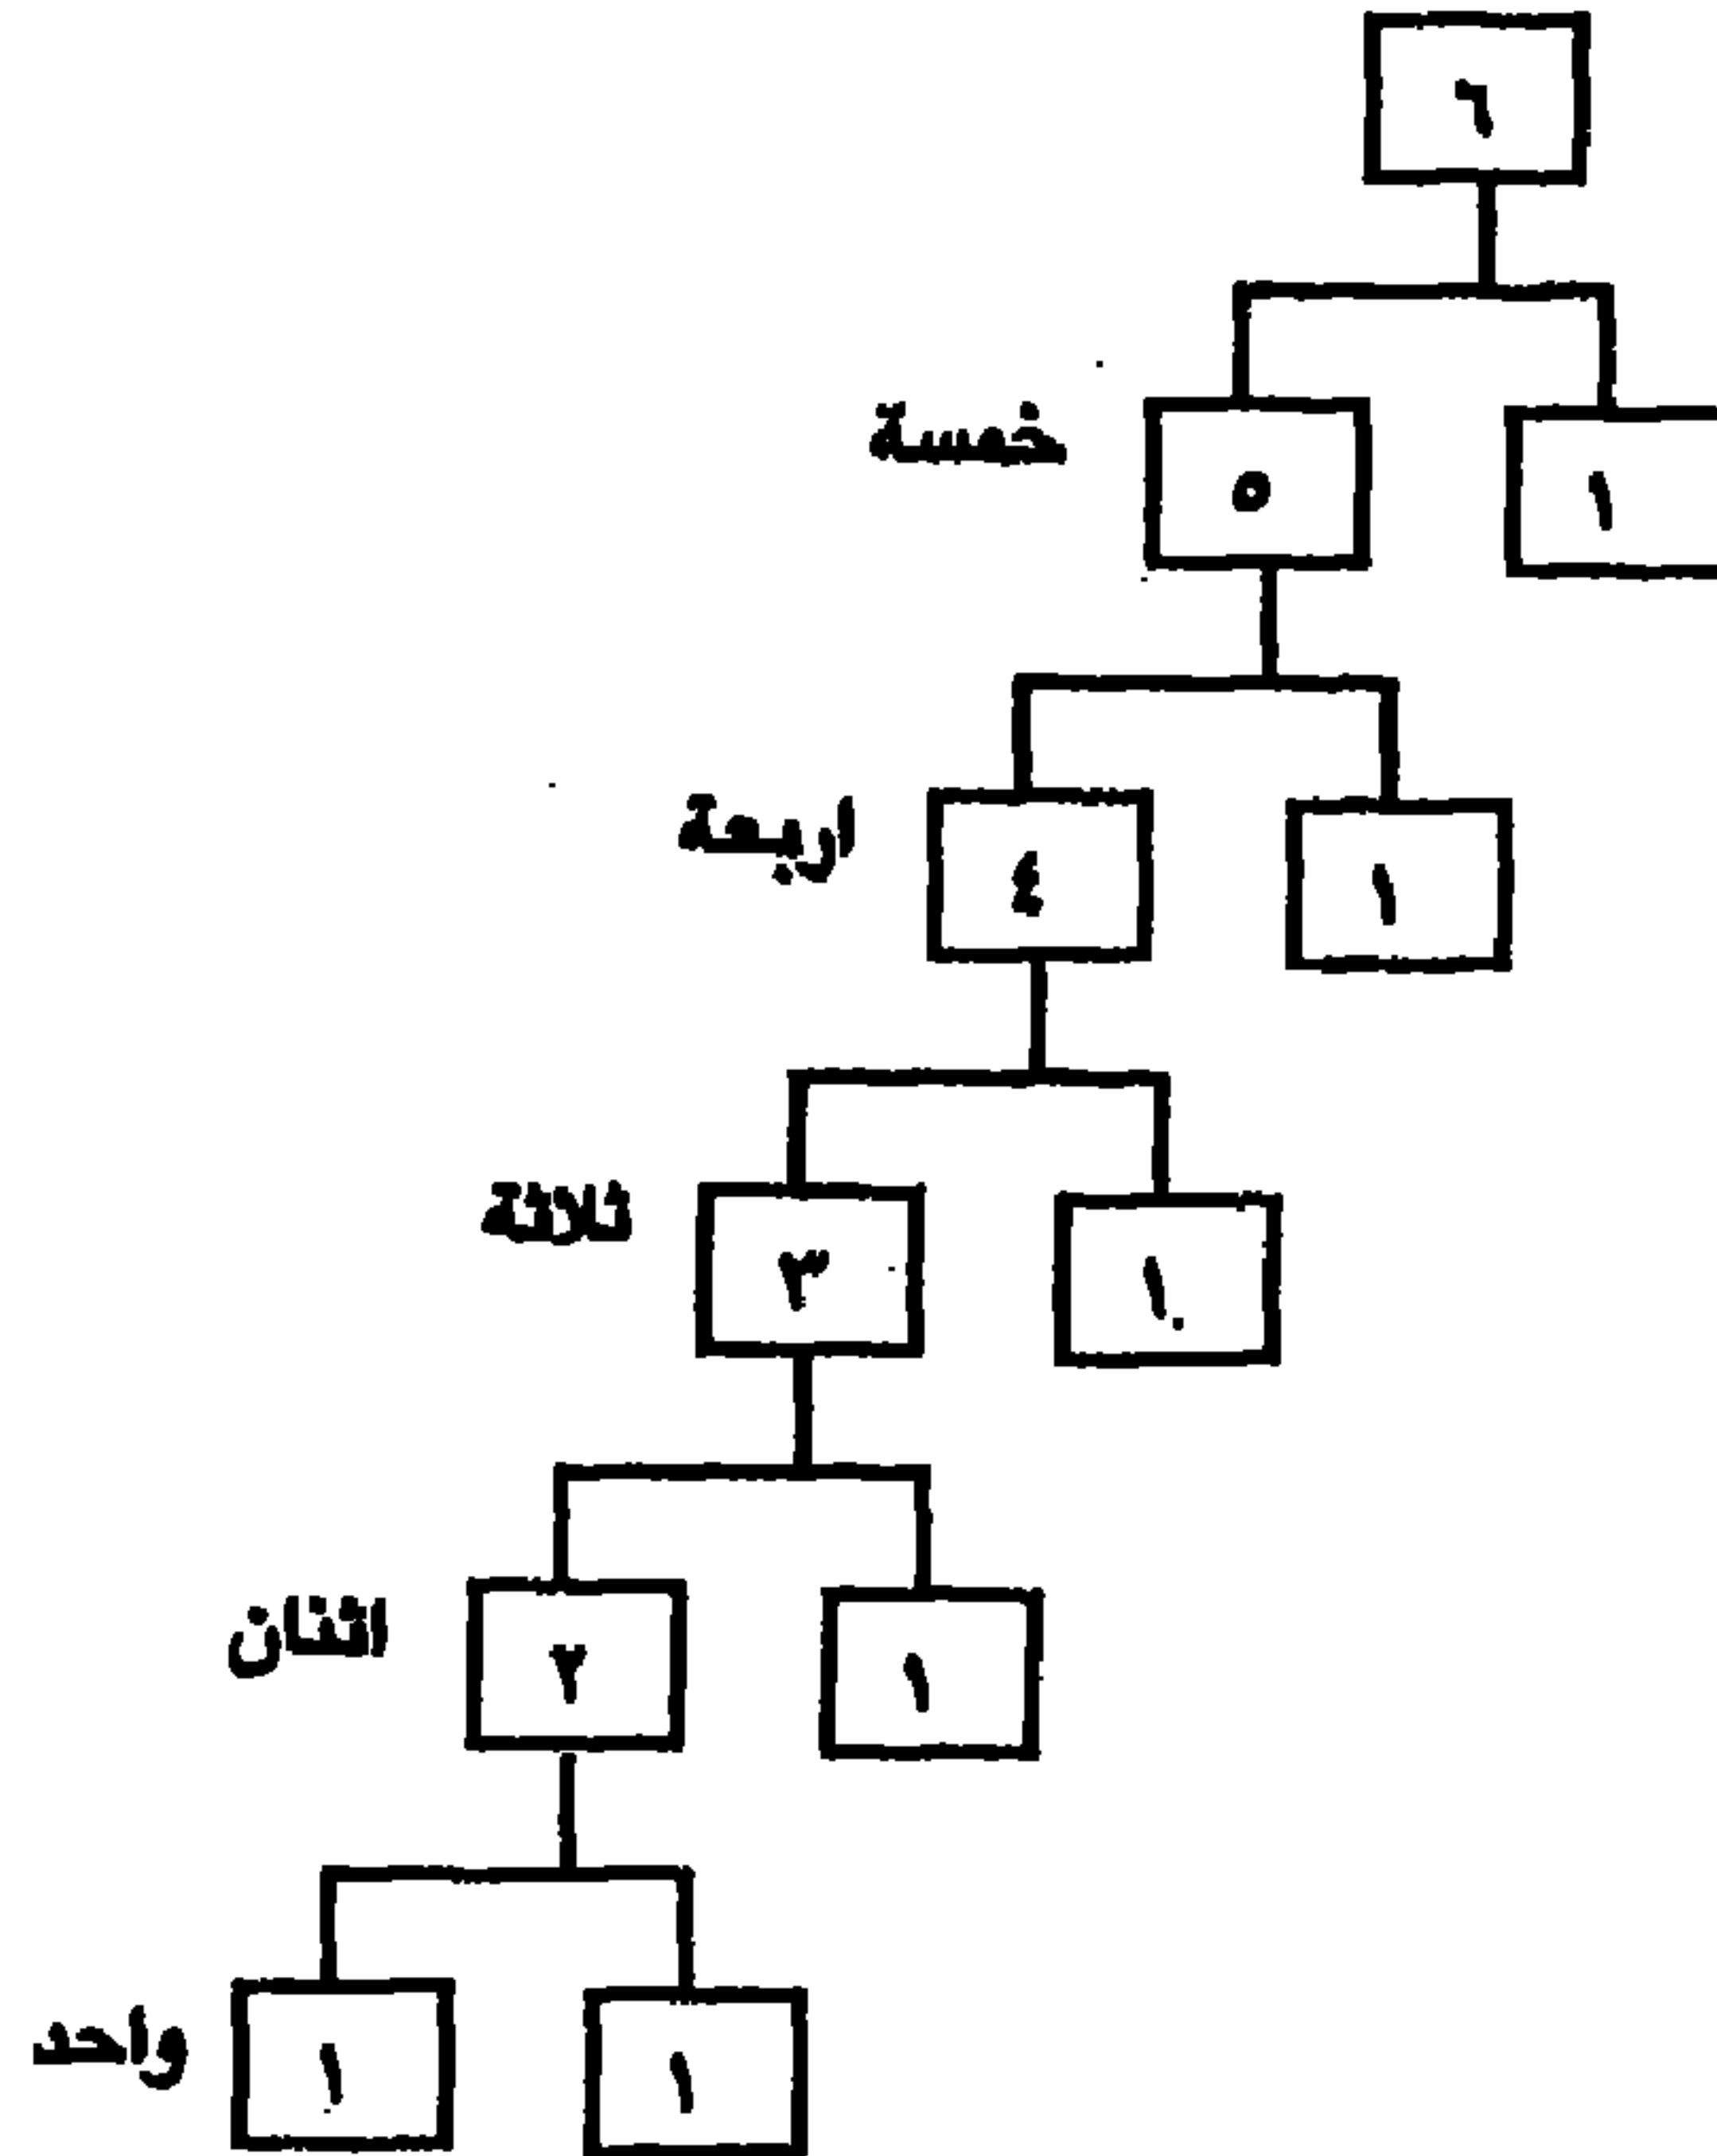 ٦
خمسة ٥ ١
اربعة ٤ ١
ثلاثة ٣ ١
اثنان ٢ ١
واحد ١ ١